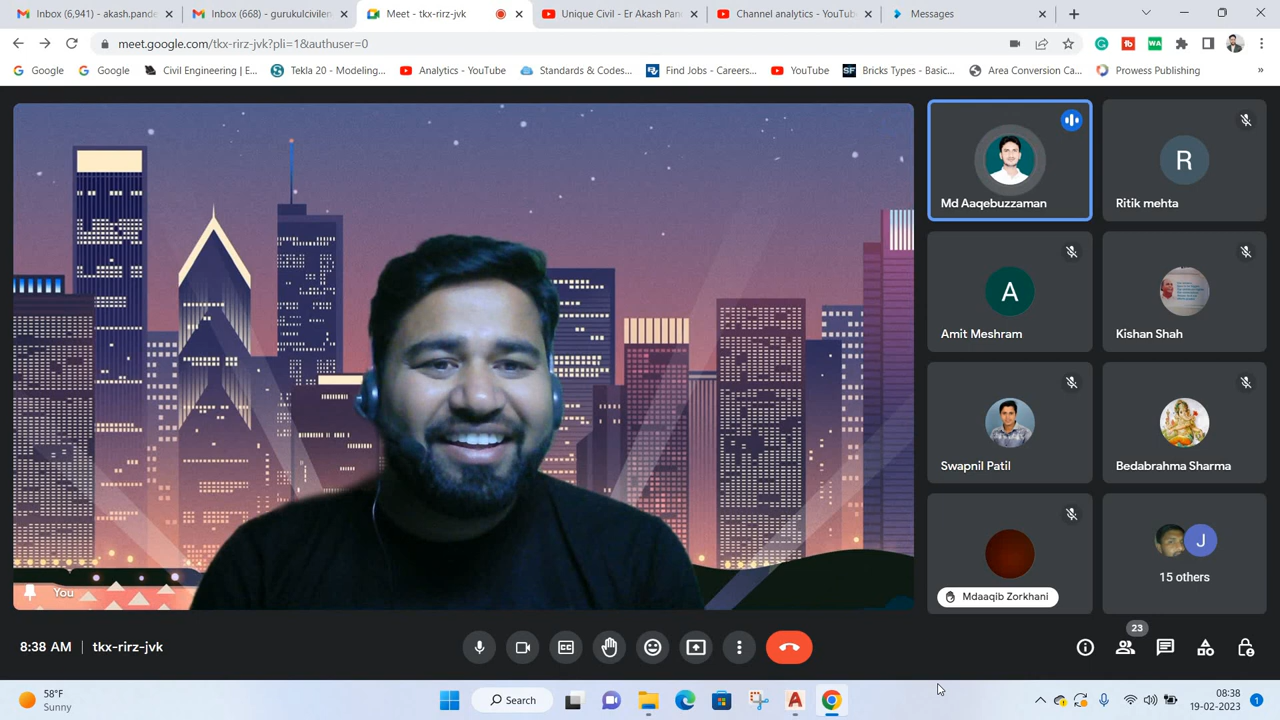 Inbox (6,941) - akash.pande
Inbox (668) - gurukulcivilen
Meet - tkx-rirz-jvk
Unique Civil - Er Akash Pan
Channel analytics - YouTube
Messages
meet.google.com/tkx-rirz-jvk?pli=1&authuser=0
Google
Google
Civil Engineering | E...
Tekla 20 - Modeling...
Analytics - YouTube
Standards & Codes...
Find Jobs - Careers...
YouTube
Bricks Types - Basic...
Area Conversion Ca...
Prowess Publishing
Md Aaqebuzzaman
R
Ritik mehta
A
Amit Meshram
Kishan Shah
Swapnil Patil
Bedabrahma Sharma
Mdaaqib Zorkhani
J
15 others
You
8:38 AM | tkx-rirz-jvk
23
58°F
Sunny
Search
08:38
19-02-2023
1